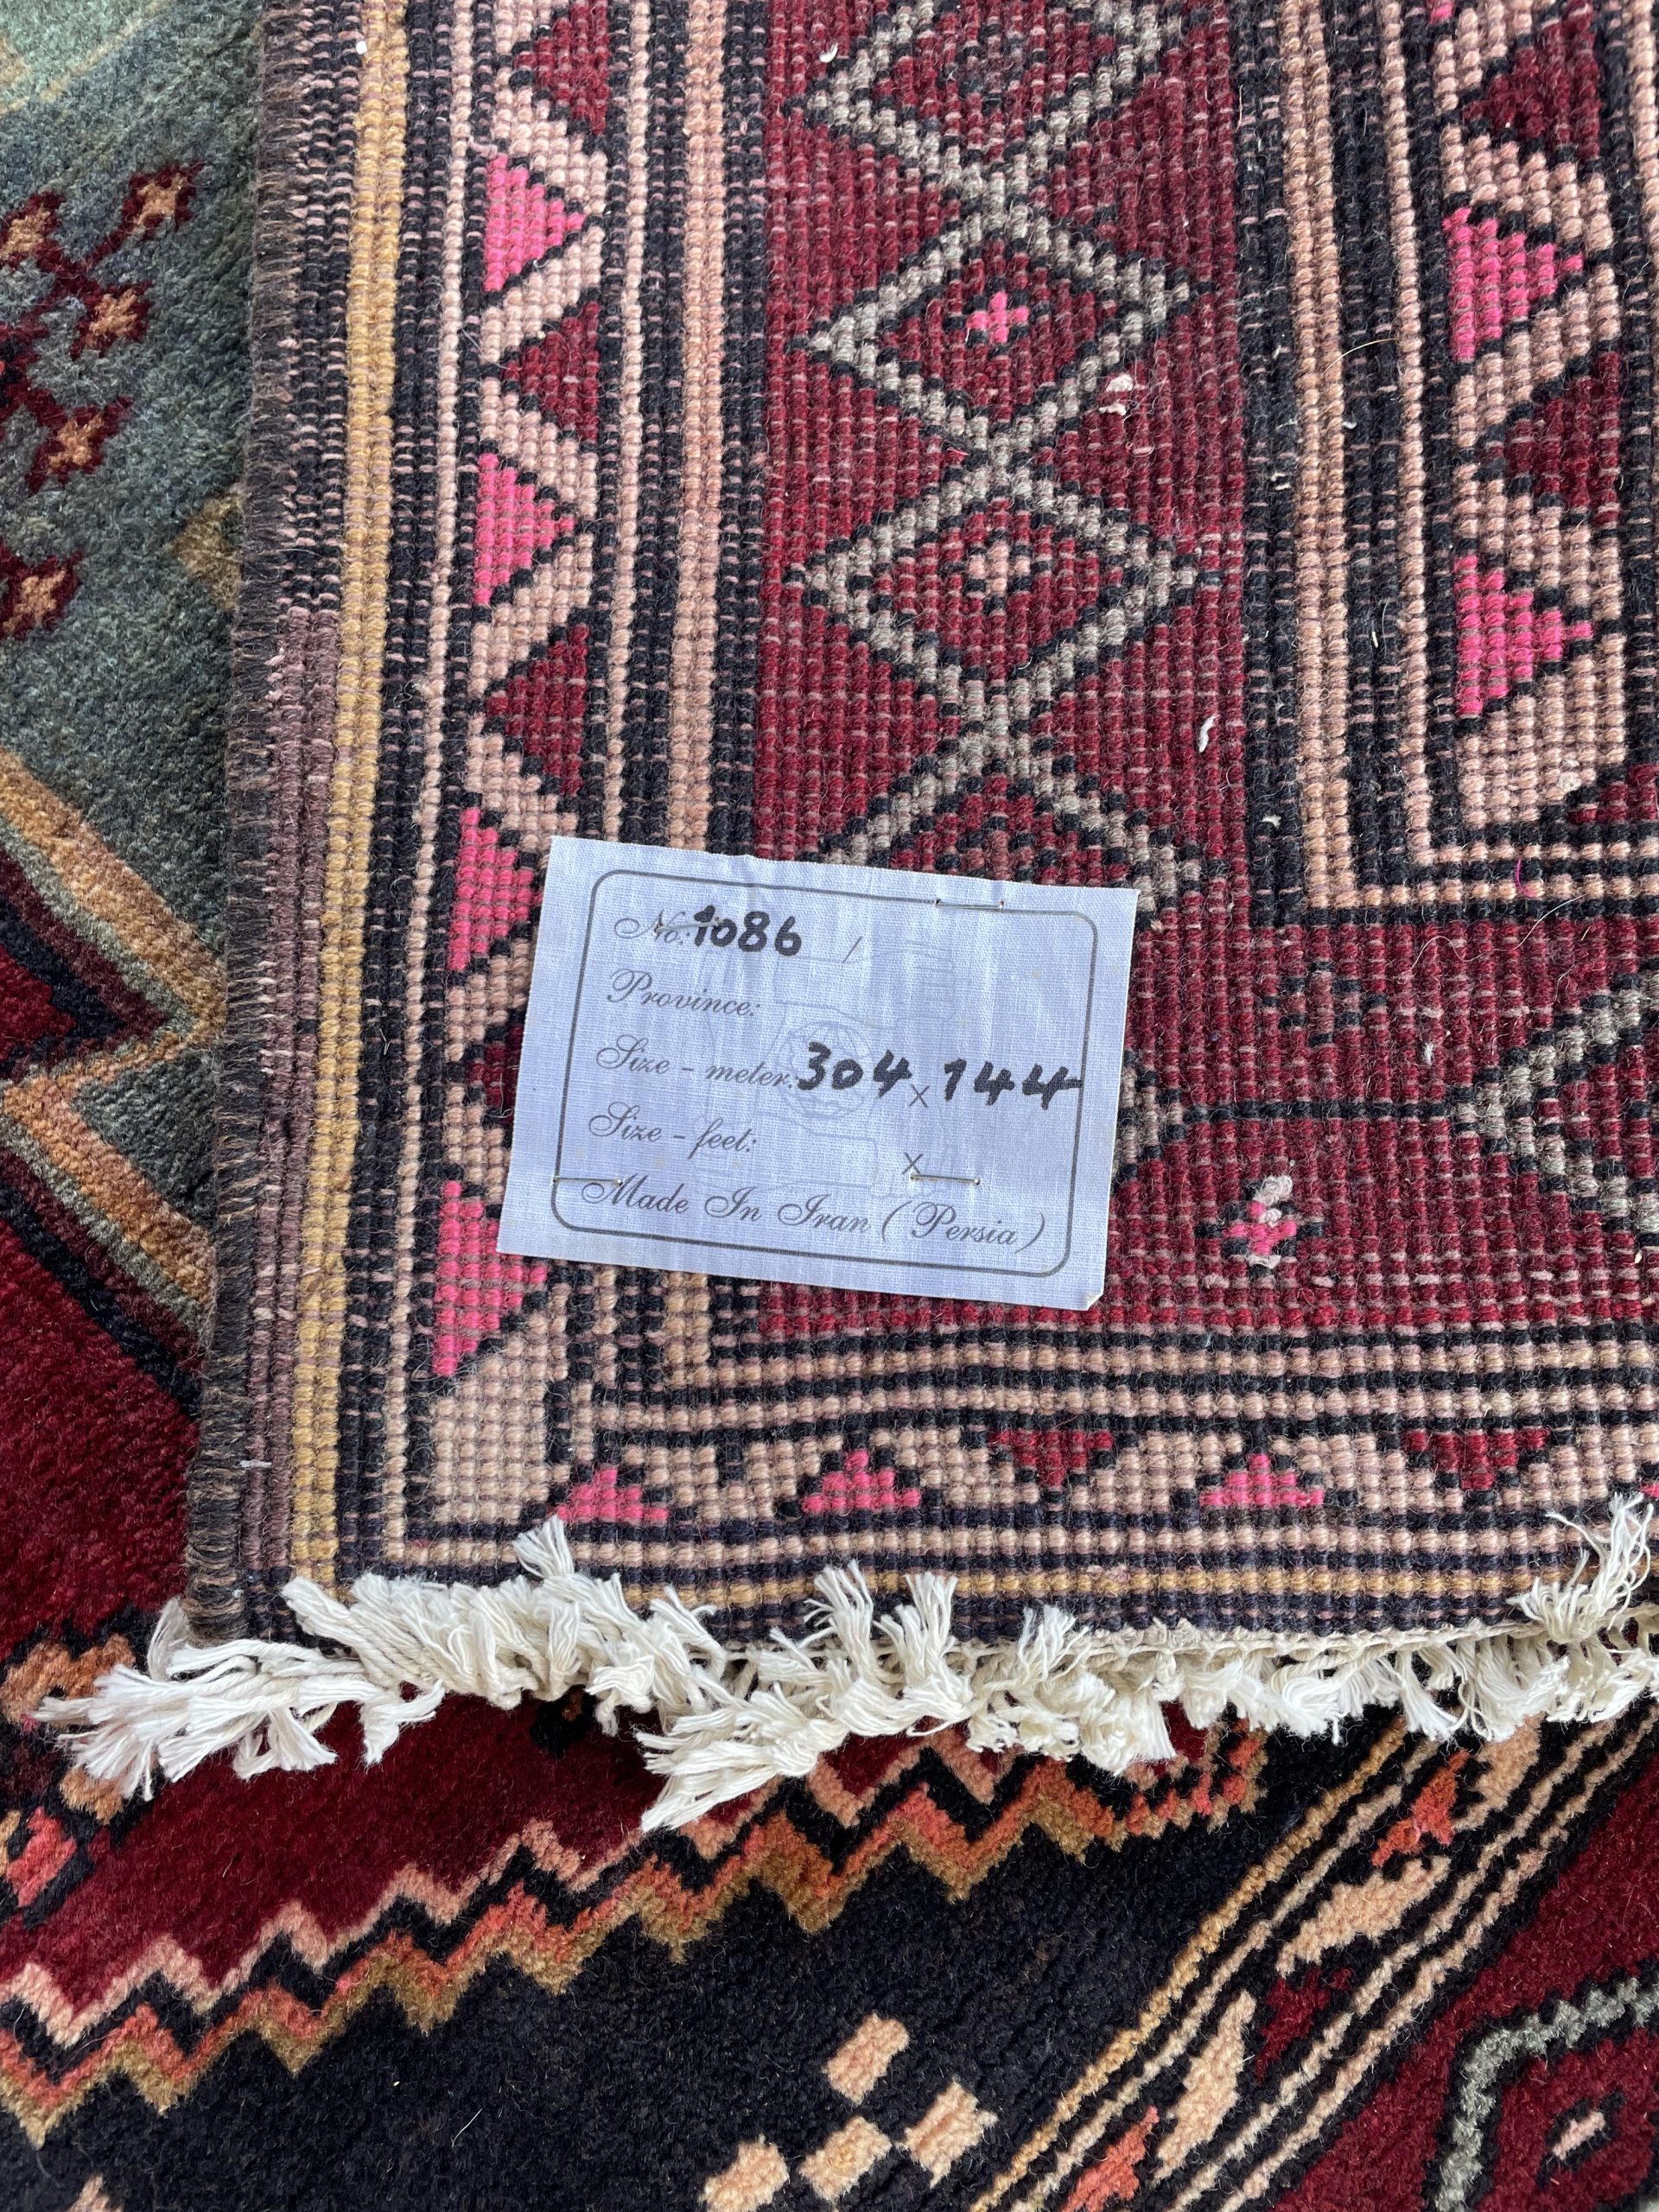 No.: 1086 /
Province:
Size - meter: 304 x 144
Size - feet: x
Made In Iran (Persia)